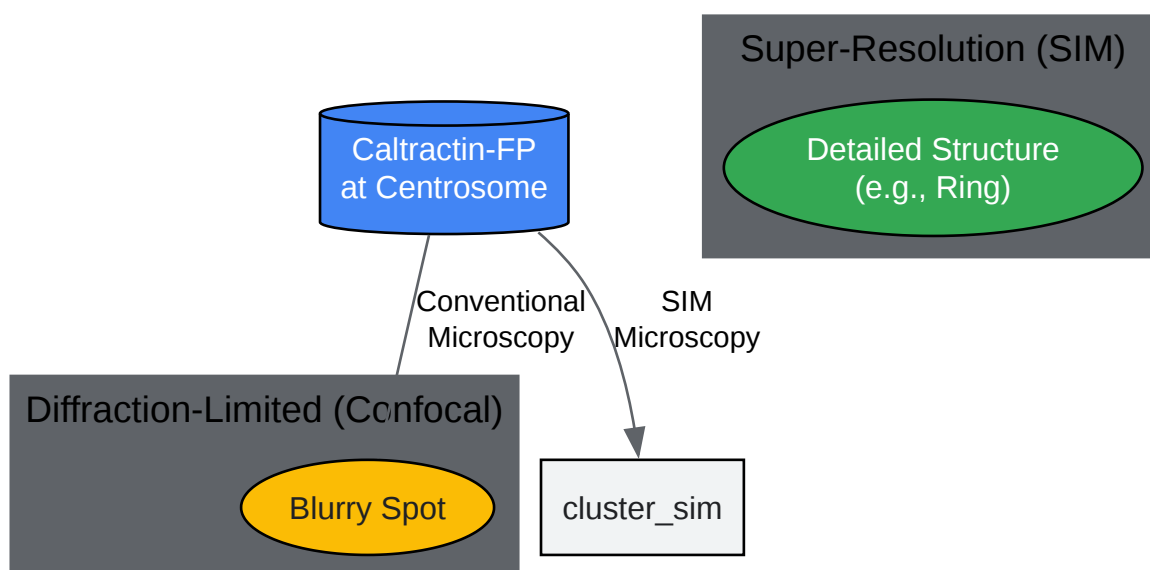 Super-Resolution (SIM)
Caltractin-FP
at Centrosome
Detailed Structure
(e.g., Ring)
Conventional
Microscopy
SIM
Microscopy
Diffraction-Limited (Confocal)
Blurry Spot
cluster_sim